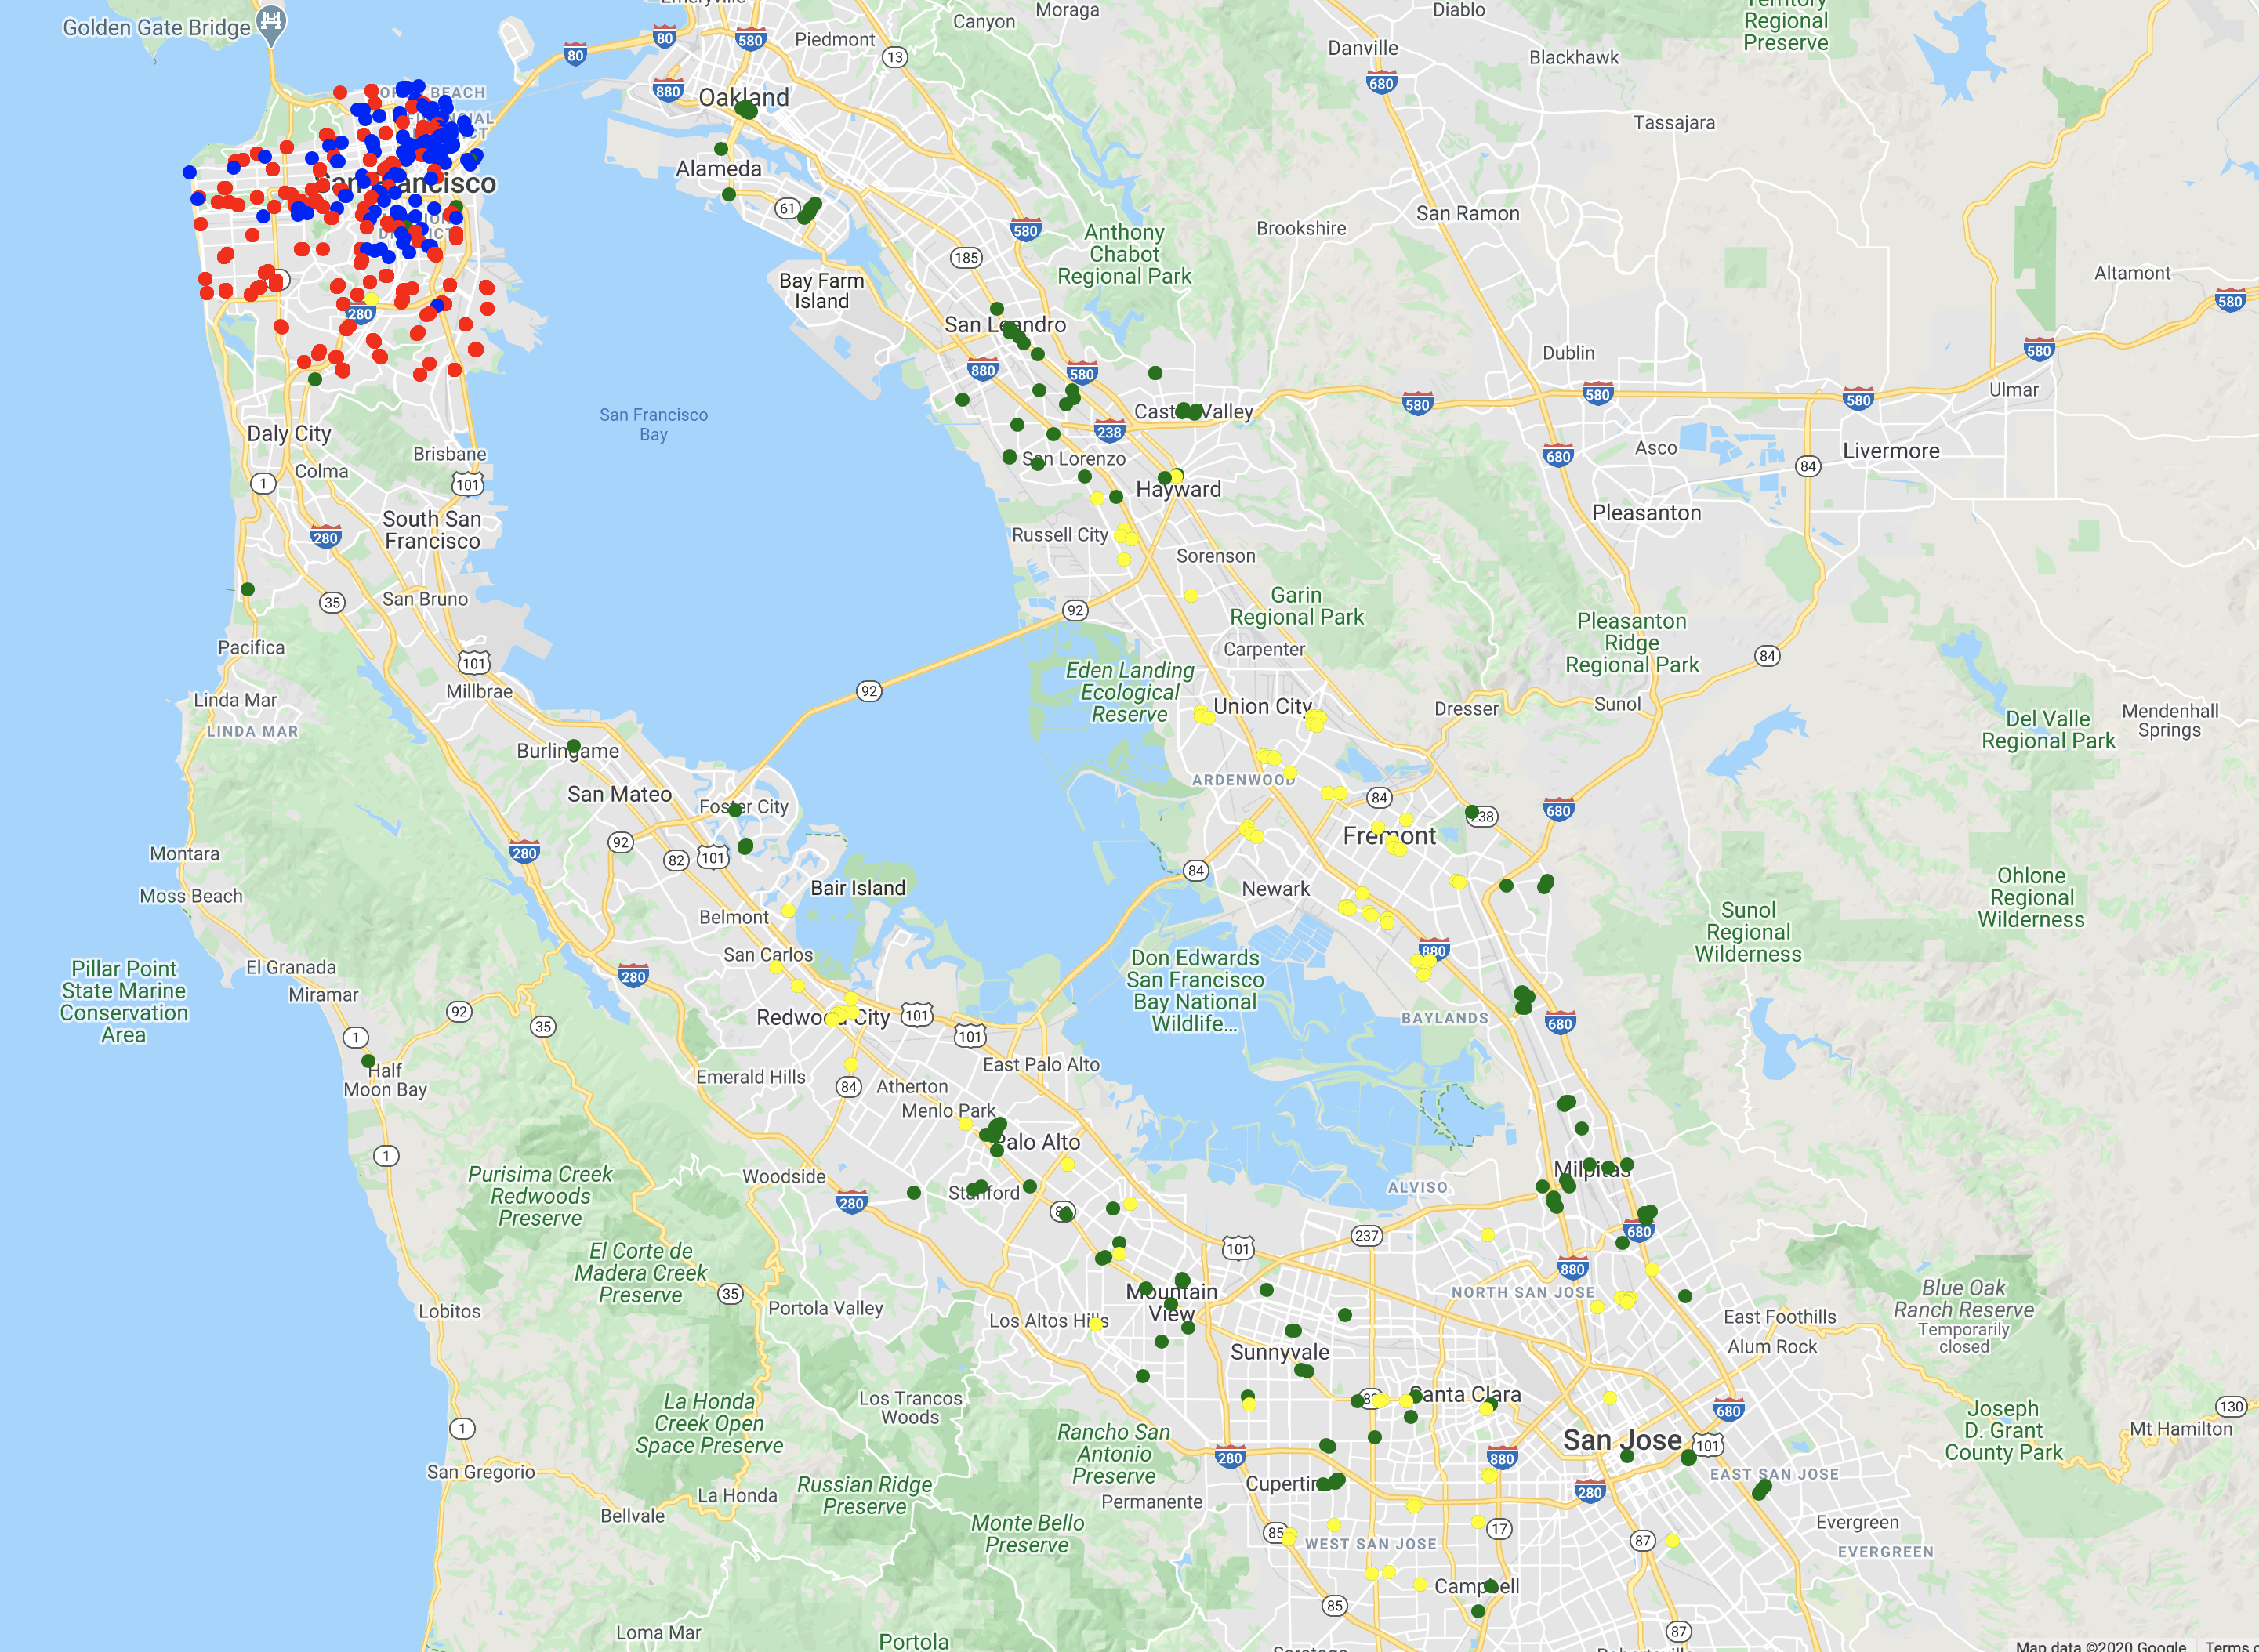 Golden Gate Bridge
Emeryville
Piedmont
Canyon
Moraga
Diablo
Territory
Regional
Preserve
80
80
580
13
Danville
Blackhawk
680
880
Oakland
Tassajara
Alameda
San Francisco
61
San Ramon
Brookshire
580
185
Anthony
Chabot
Regional Park
Bay Farm
Island
Altamont
580
280
San Leandro
Dublin
580
880
580
Ulmar
580
580
580
San Francisco
Bay
Castro Valley
238
Daly City
Colma
Brisbane
San Lorenzo
680
Asco
Livermore
84
1
101
Hayward
Pleasanton
South San
Francisco
280
Russell City
Sorenson
35
San Bruno
92
Garin
Regional Park
Pleasanton
Ridge
Regional Park
Pacifica
Carpenter
84
101
Millbrae
92
Eden Landing
Ecological
Reserve
Linda Mar
LINDA MAR
Union City
Dresser
Sunol
Del Valle
Regional Park
Mendenhall
Springs
Burlingame
ARDENWOOD
San Mateo
Foster City
84
238
680
Fremont
92
82
101
280
Montara
Moss Beach
Bair Island
84
Newark
Ohlone
Regional
Wilderness
Belmont
Sunol
Regional
Wilderness
San Carlos
880
Pillar Point
State Marine
Conservation
Area
El Granada
280
Don Edwards
San Francisco
Bay National
Wildlife...
Miramar
92
35
Redwood City
101
101
BAYLANDS
680
1
Half
Moon Bay
Emerald Hills
84
Atherton
East Palo Alto
Menlo Park
Palo Alto
1
Purisima Creek
Redwoods
Preserve
Woodside
280
Stanford
Milpitas
ALVISO
El Corte de
Madera Creek
Preserve
237
101
680
880
35
Portola Valley
Mountain
View
NORTH SAN JOSE
Blue Oak
Ranch Reserve
Temporarily
closed
Lobitos
Los Altos Hills
East Foothills
Alum Rock
Sunnyvale
La Honda
Creek Open
Space Preserve
Los Trancos
Woods
Santa Clara
680
130
1
Rancho San
Antonio
Preserve
San Jose
101
Joseph
D. Grant
County Park
Mt Hamilton
280
880
San Gregorio
Russian Ridge
Preserve
Cupertino
EAST SAN JOSE
La Honda
Permanente
280
Bellvale
Monte Bello
Preserve
85
WEST SAN JOSE
17
87
Evergreen
EVERGREEN
Campbell
85
Loma Mar
Portola
87
Map data ©2020 Google